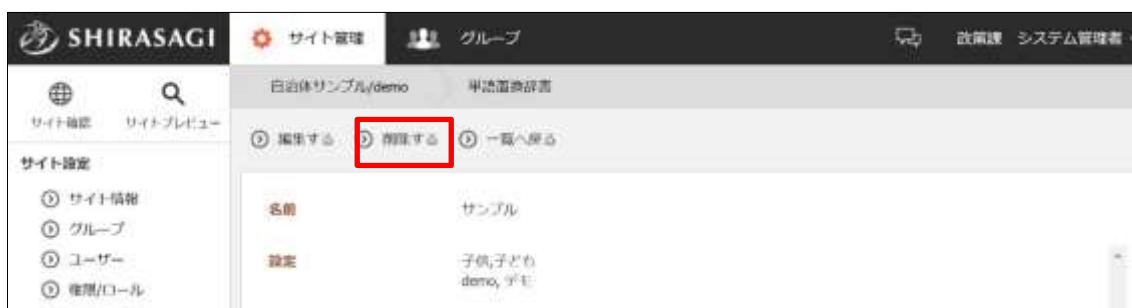 SHIRASAGI サイト管理 グループ 政策課 システム管理者
自治体サンプル/demo 単語置換辞書
サイト確認 サイトプレビュー
編集する 削除する 一覧へ戻る
サイト設定
サイト情報
グループ
ユーザー
権限/ロール
名前 サンプル
設定 子供,子ども
demo, デモ